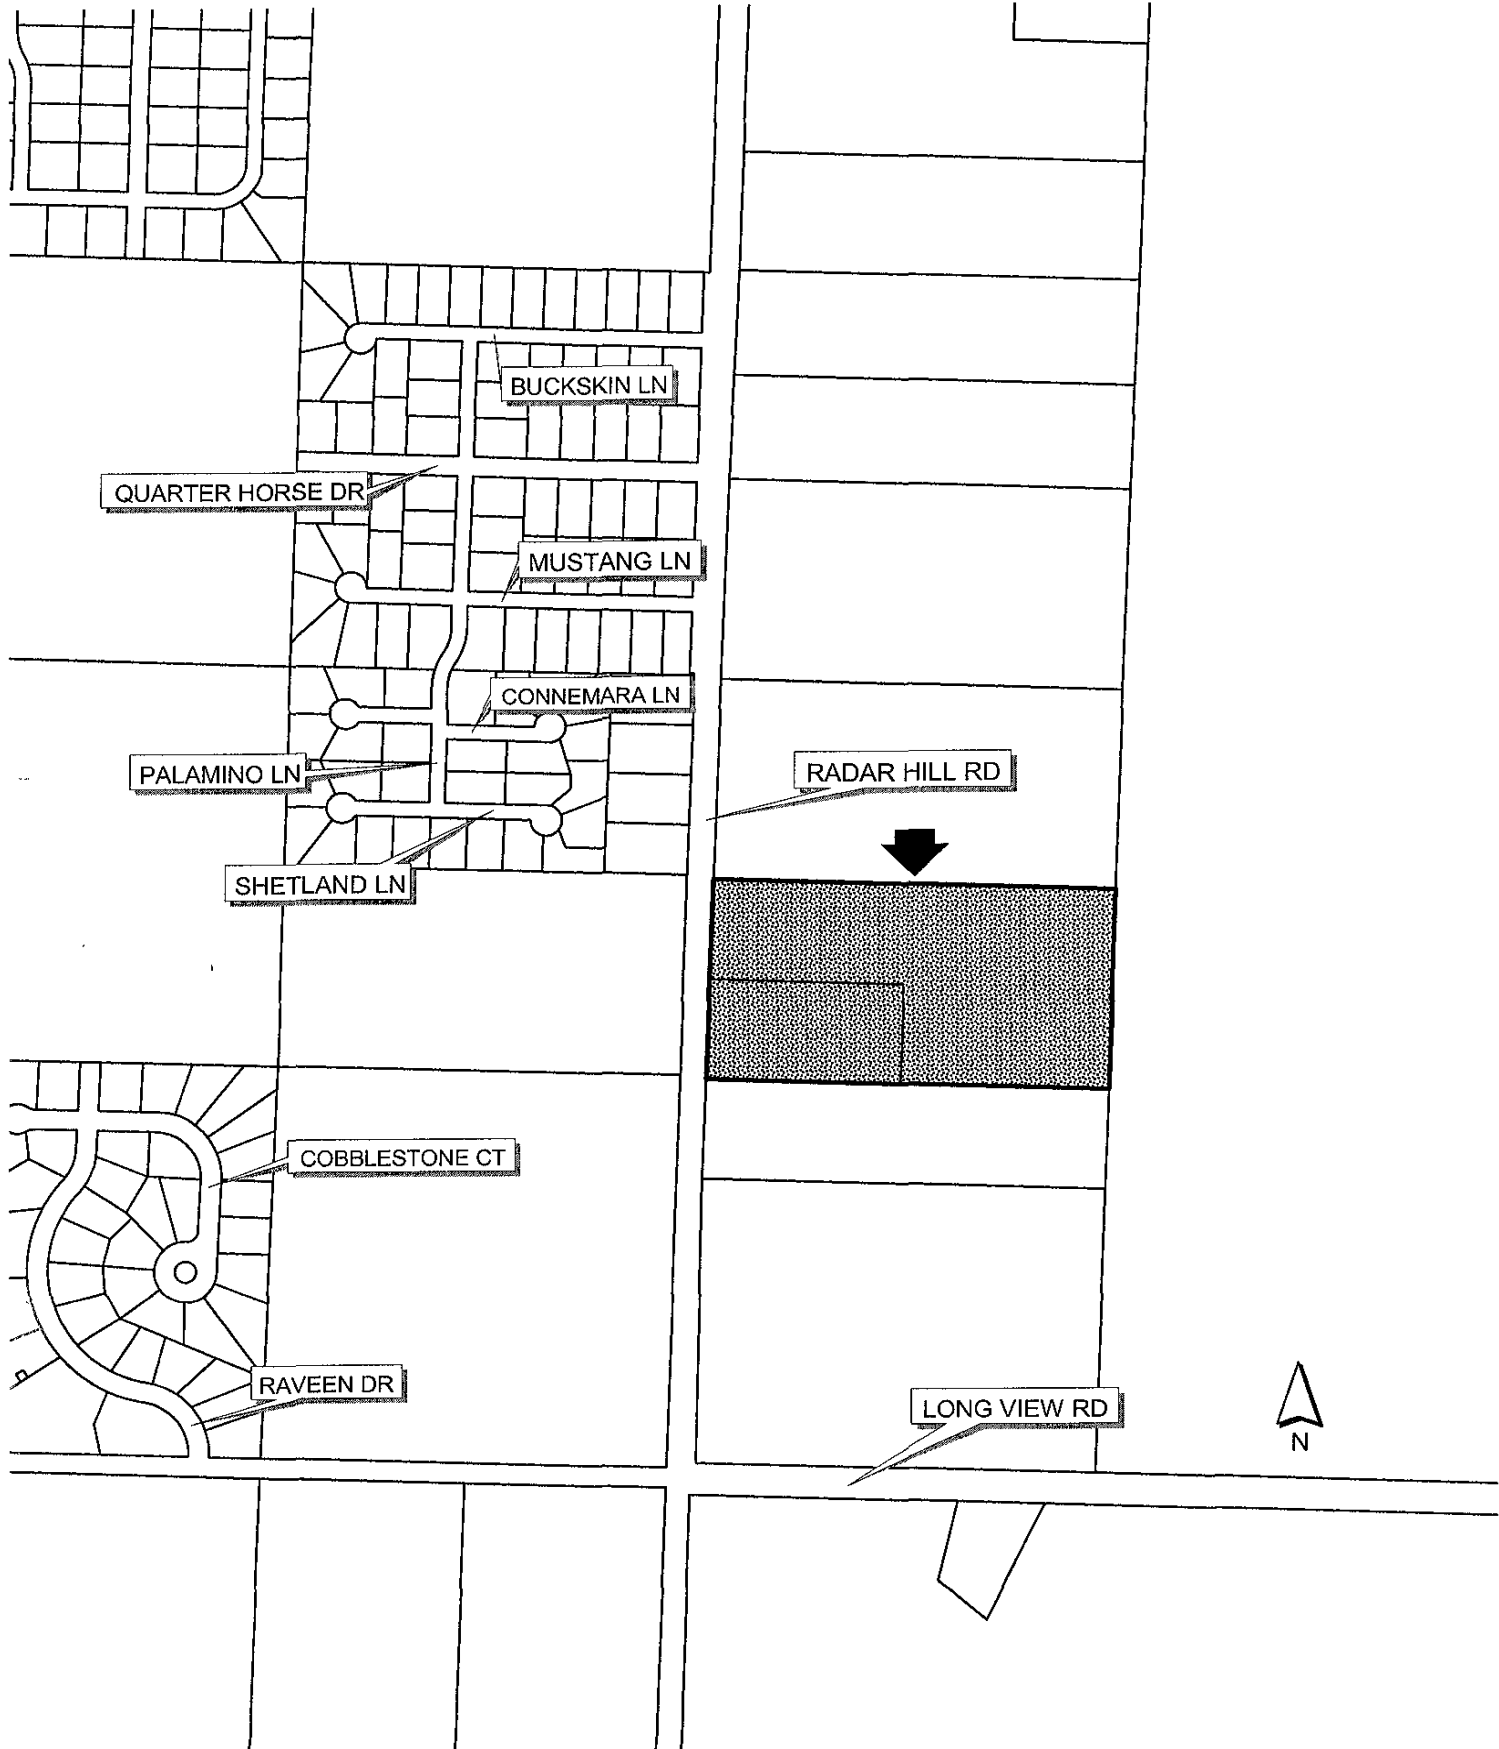 BUCKSKIN LN
QUARTER HORSE DR
MUSTANG LN
CONNEMARA LN
PALAMINO LN
RADAR HILL RD
SHETLAND LN
COBBLESTONE CT
RAVEEN DR
LONG VIEW RD
N